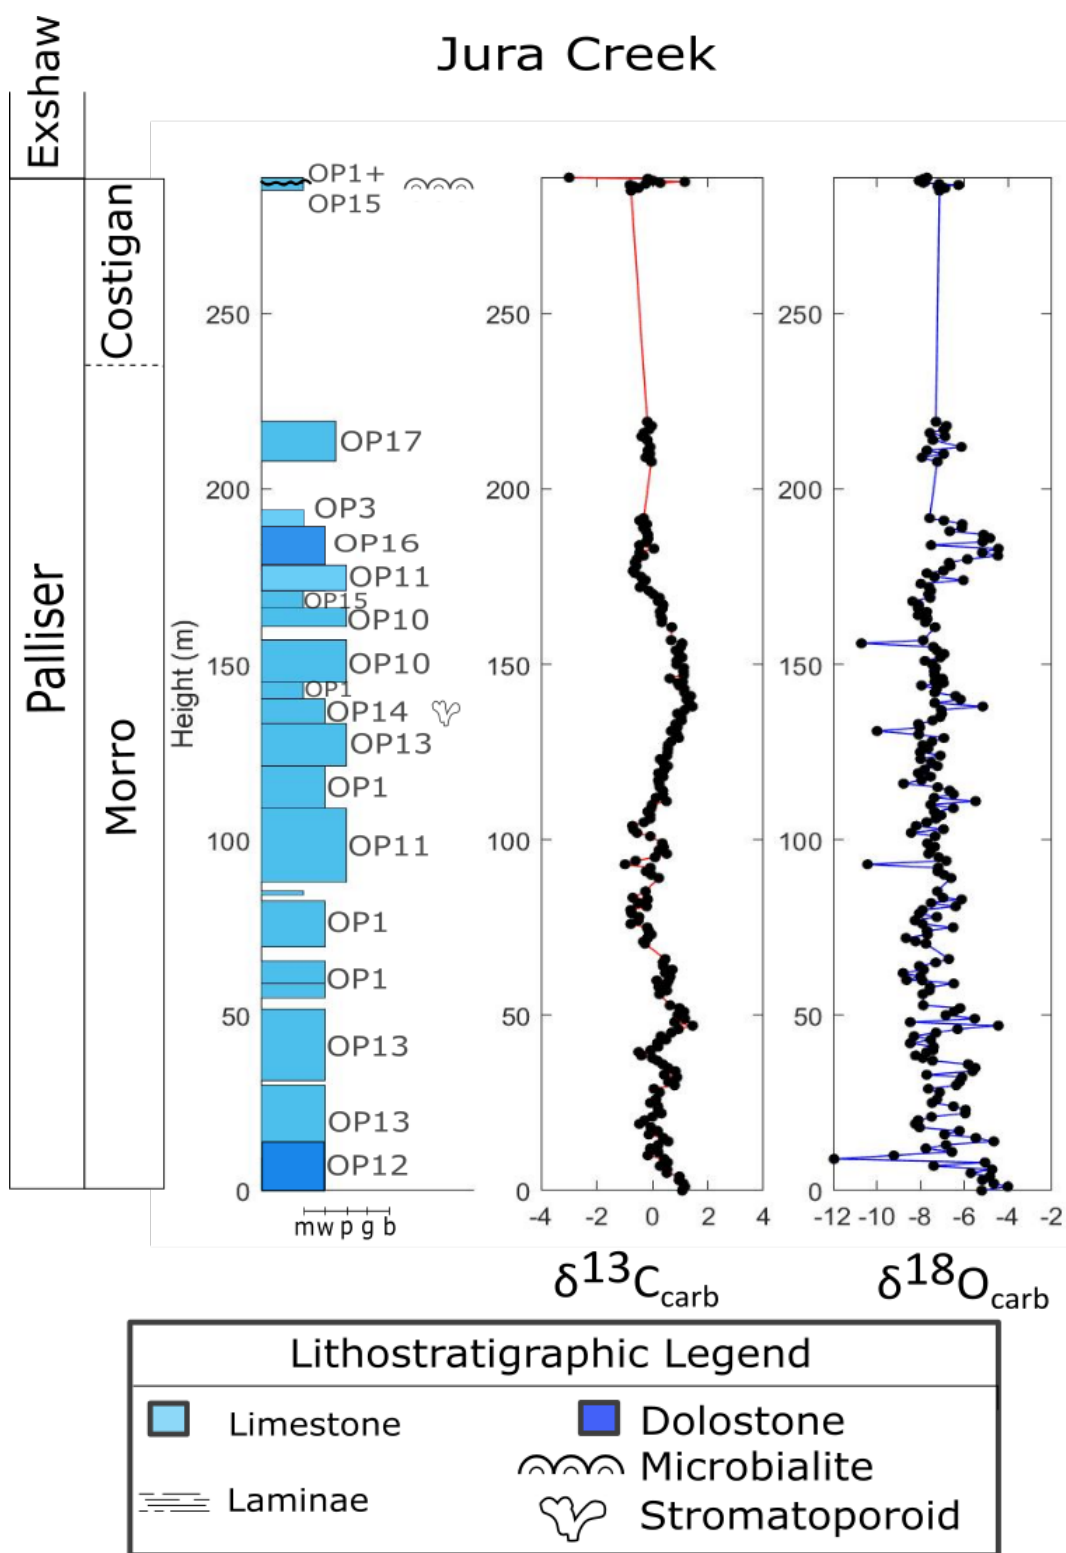 Jura Creek
Exshaw
Palliser
Costigan
Morro
Height (m)
250
200
150
100
50
0
OP1+
OP15
OP17
OP3
OP16
OP11
OP15
OP10
OP10
OP1
OP14
OP13
OP1
OP11
OP1
OP1
OP13
OP13
OP12
m w p g b
250
200
150
100
50
0
-4 -2 0 2 4
δ13Ccarb
250
200
150
100
50
0
-12 -10 -8 -6 -4 -2
δ18Ocarb
Lithostratigraphic Legend
Limestone
Dolostone
Microbialite
Laminae
Stromatoporoid